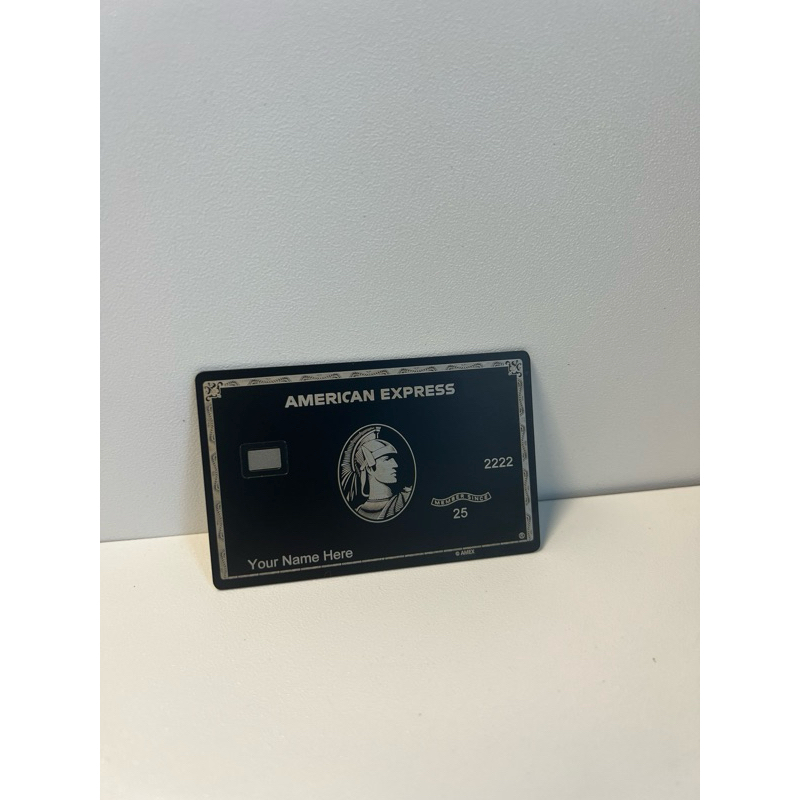 AMERICAN EXPRESS
2222
MEMBER SINCE
25
Your Name Here
© AMEX